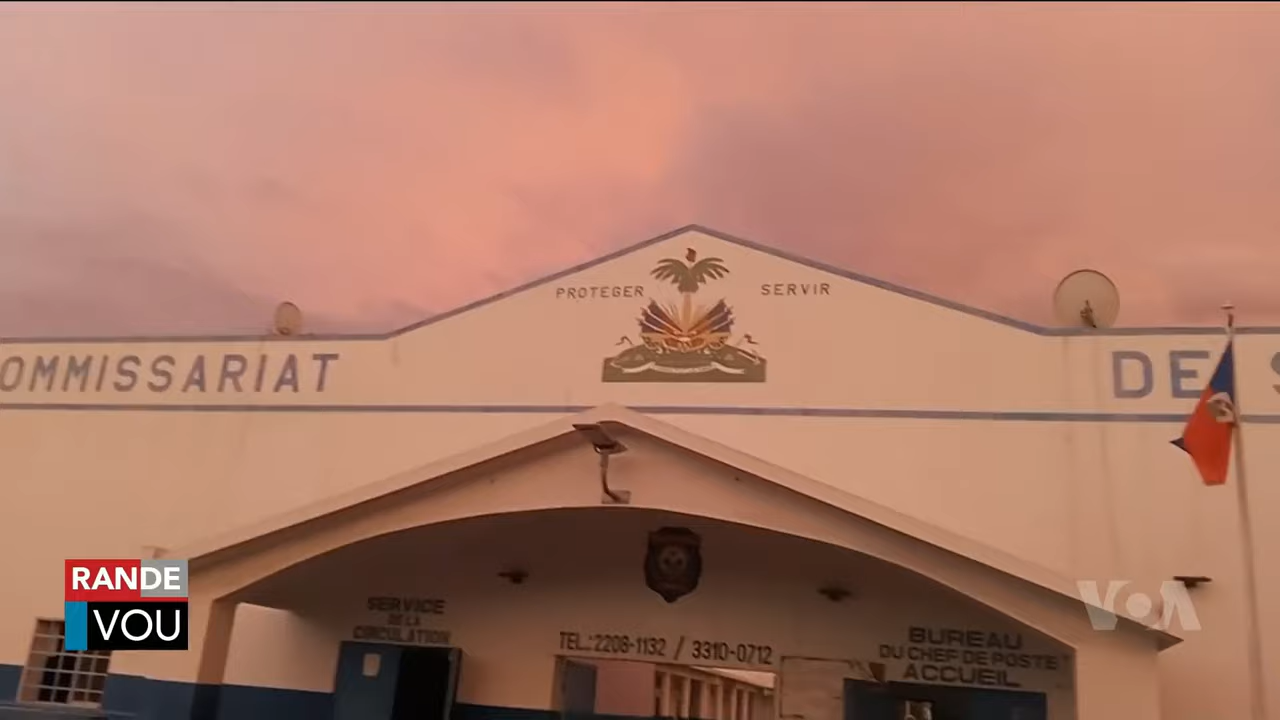 PROTEGER SERVIR
OMMISSARIAT DE
SERVICE
DE LA
CIRCULATION
TEL.: 2206-1132 / 3310-0712
BUREAU
DU CHEF DE POSTE
ACCUEIL
RANDE
VOU
VOA